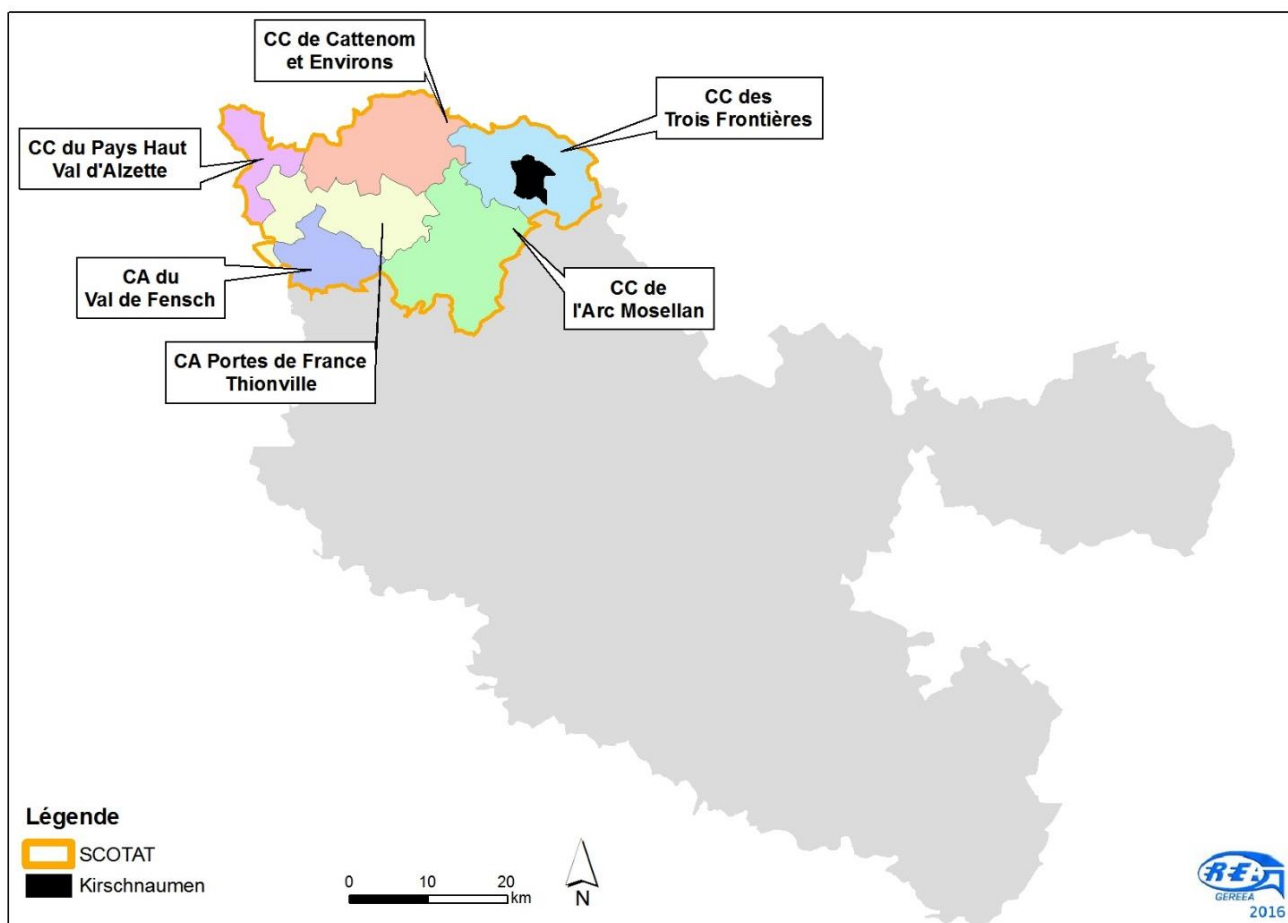 CC de Cattenom
et Environs
CC des
Trois Frontières
CC du Pays Haut
Val d'Alzette
CA du
Val de Fensch
CC de
l'Arc Mosellan
CA Portes de France
Thionville
Légende
SCOTAT
Kirschnaumen
0 10 20
km
N
REA
GEREEA
2016